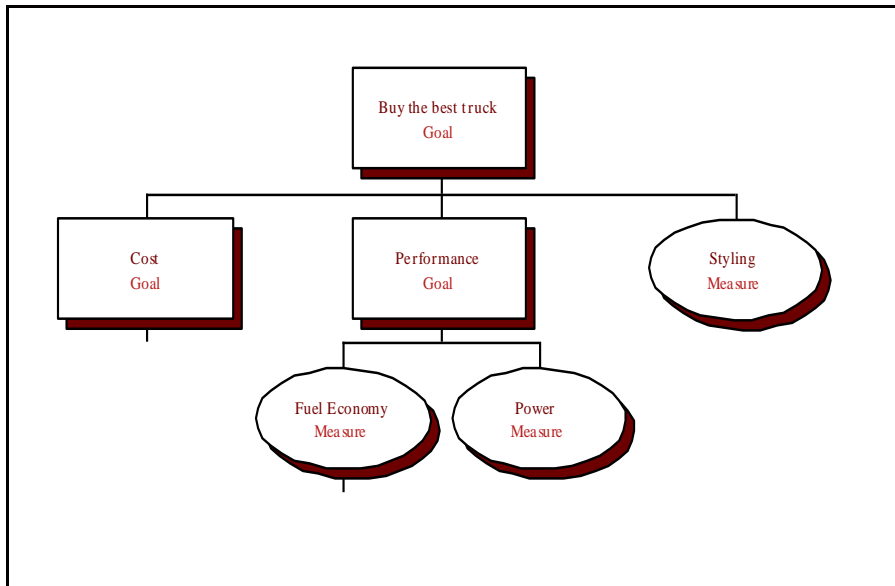 Buy the best truck
Goal
Cost
Goal
Performance
Goal
Styling
Measure
Fuel Economy
Measure
Power
Measure